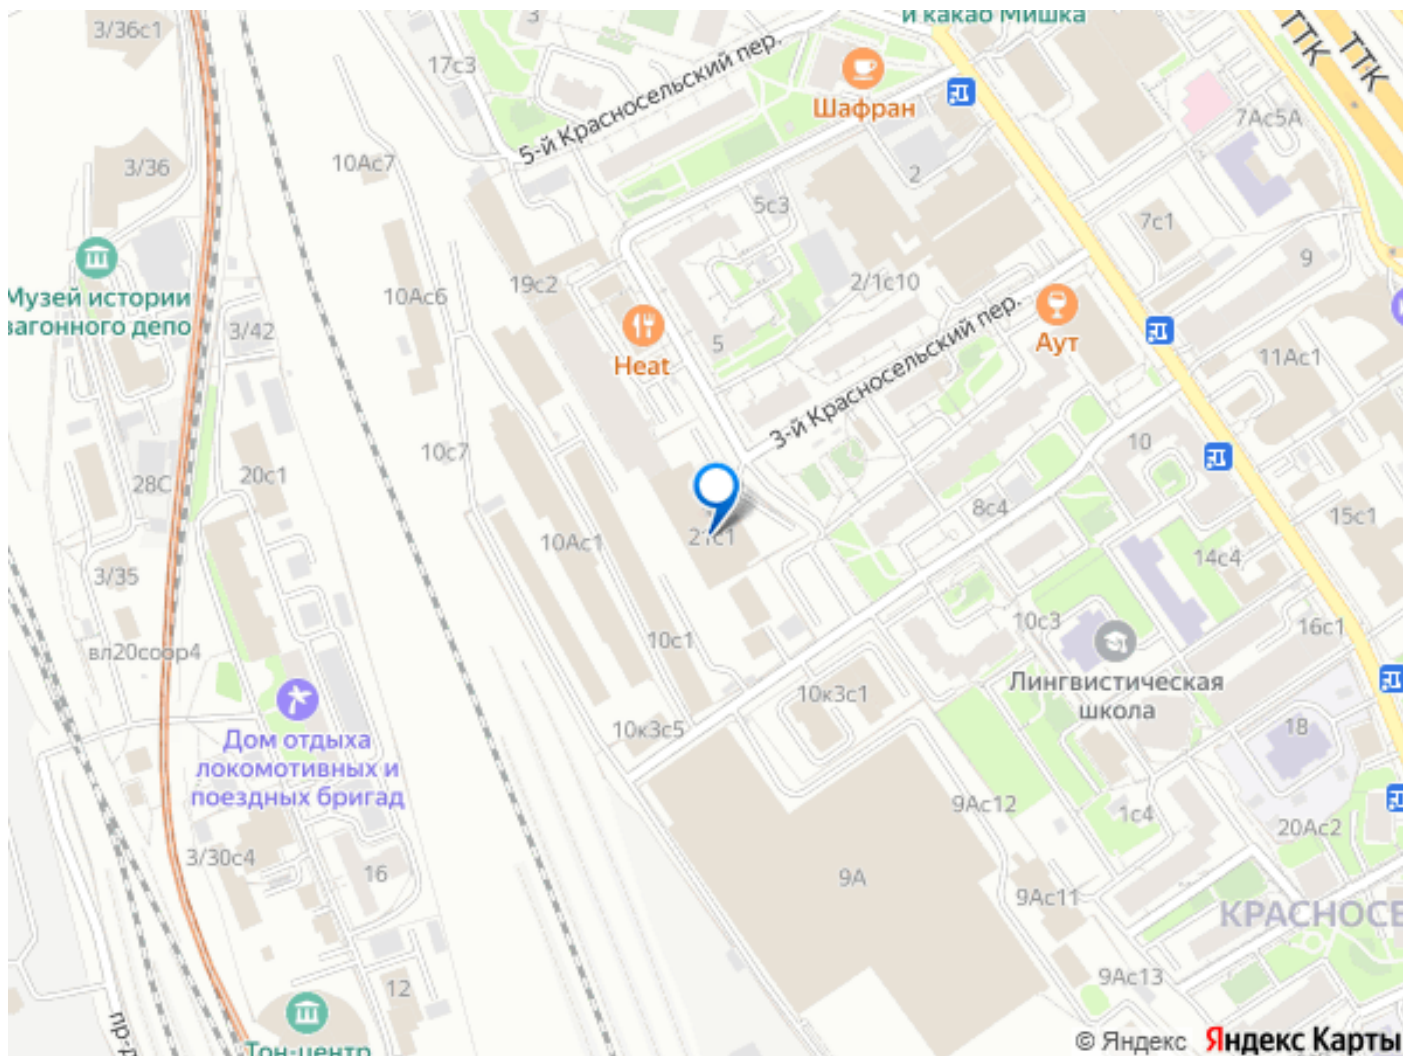 3/36с1
3
и какао Мишка
ТТК
ТТК
17с3
5-й Красносельский пер.
Шафран
7Ас5А
3/36
10Ас7
2
5с3
7с1
9
Музей истории
вагонного депо
10Ас6
19с2
2/1с10
3/42
Heat
5
3-й Красносельский пер.
Аут
11Ас1
10
10с7
28С
20с1
8с4
15с1
21с1
10Ас1
14с4
3/35
10с3
16с1
10с1
вл20соор4
Лингвистическая
школа
10к3с1
10к3с5
18
Дом отдыха
локомотивных и
поездных бригад
9Ас12
1с4
20Ас2
3/30с4
16
9А
9Ас11
КРАСНОСЕ
9Ас13
12
пр-д
Тон-центр
© Яндекс Яндекс Карты